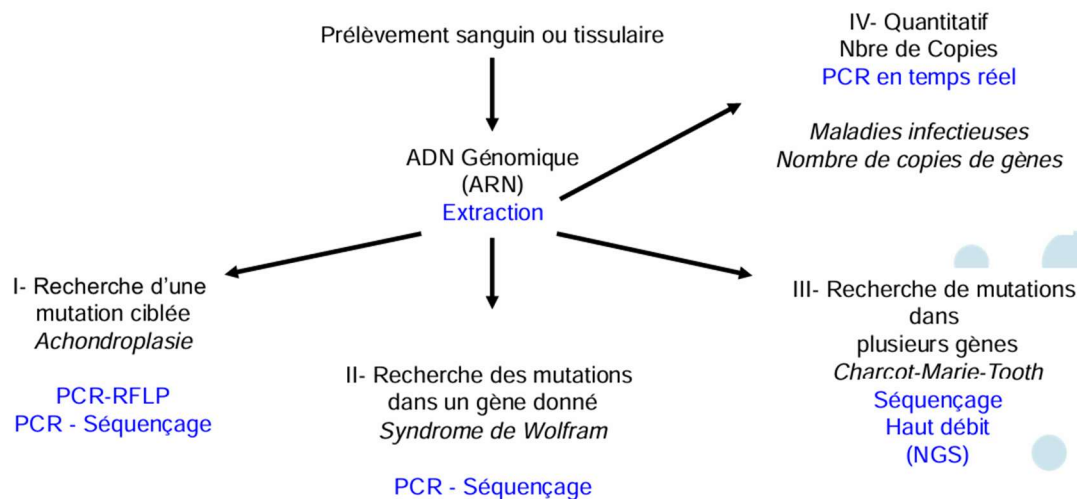 Prélèvement sanguin ou tissulaire
ADN Génomique
(ARN)
Extraction
IV- Quantitatif
Nbre de Copies
PCR en temps réel
Maladies infectieuses
Nombre de copies de gènes
I- Recherche d'une
mutation ciblée
Achondroplasie
PCR-RFLP
PCR - Séquençage
II- Recherche des mutations
dans un gène donné
Syndrome de Wolfram
PCR - Séquençage
III- Recherche de mutations
dans
plusieurs gènes
Charcot-Marie-Tooth
Séquençage
Haut débit
(NGS)